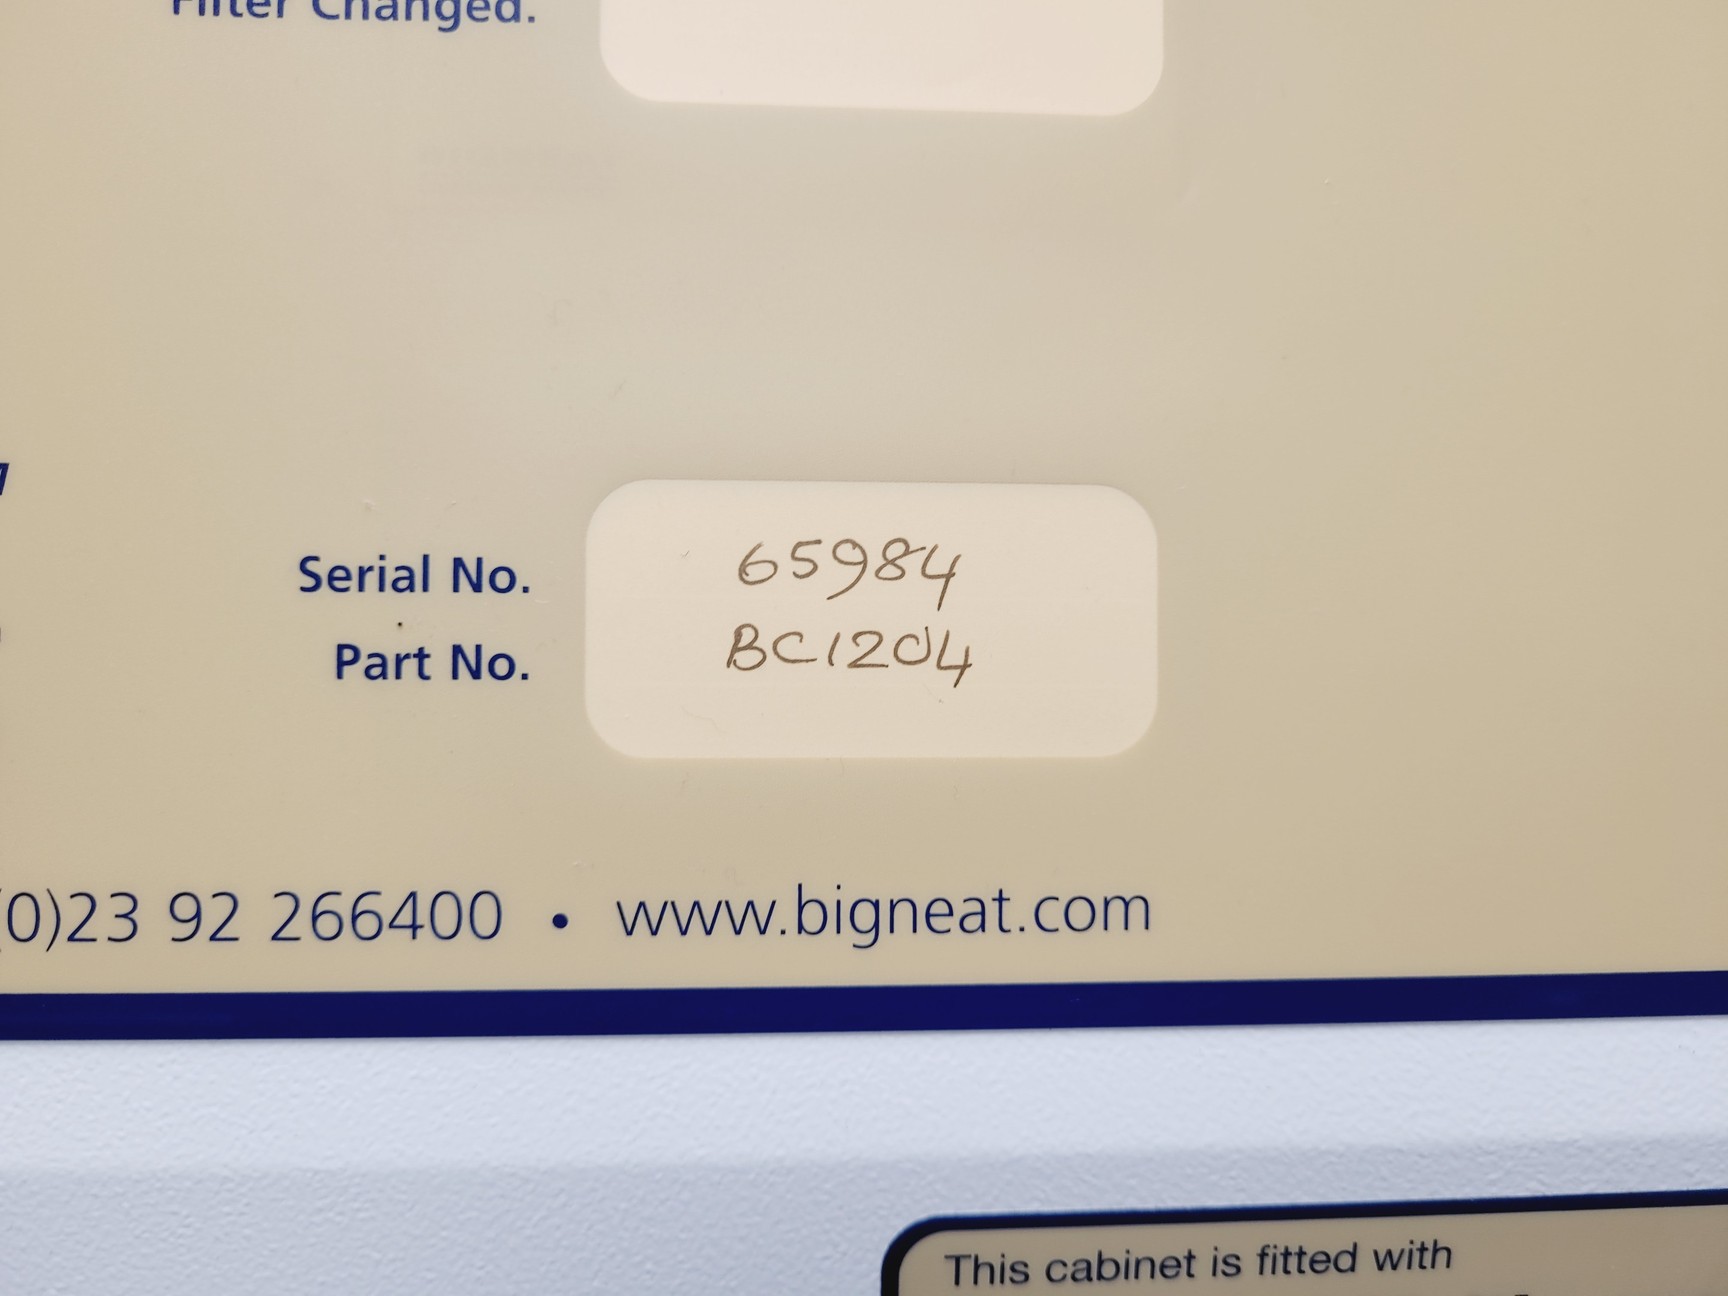 Filter Changed.
Serial No. 65984
Part No. BC1204
(0)23 92 266400 • www.bigneat.com
This cabinet is fitted with